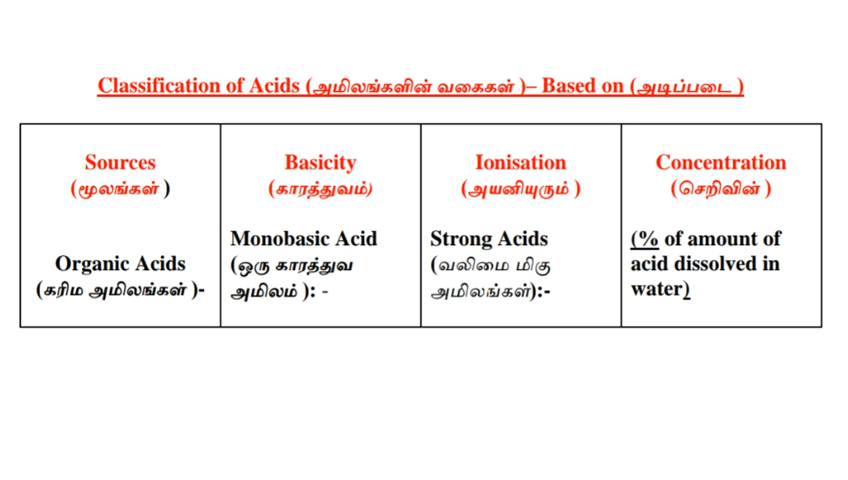 Classification of Acids (அமிலங்களின் வகைகள் )– Based on (அடிப்படை )
Sources
(மூலங்கள் )
Organic Acids
(கரிம அமிலங்கள் )-
Basicity
(காரத்துவம்)
Monobasic Acid
(ஒரு காரத்துவ
அமிலம் ): -
Ionisation
(அயனியுரும் )
Strong Acids
(வலிமை மிகு
அமிலங்கள்):-
Concentration
(செறிவின் )
(% of amount of
acid dissolved in
water)